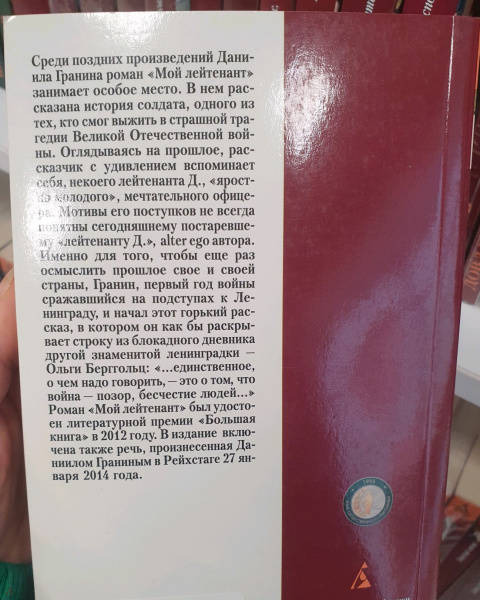 Среди поздних произведений Дани-
ила Гранина роман «Мой лейтенант»
занимает особое место. В нем рас-
сказана история солдата, одного из
тех, кто смог выжить в страшной тра-
гедии Великой Отечественной вой-
ны. Оглядываясь на прошлое, рас-
сказчик с удивлением вспоминает
себя, некоего лейтенанта Д., «ярост-
но молодого», мечтательного офице-
ра. Мотивы его поступков не всегда
понятны сегодняшнему постаревше-
му «лейтенанту Д.», alter ego автора.
Именно для того, чтобы еще раз
осмыслить прошлое свое и своей
страны, Гранин, первый год войны
сражавшийся на подступах к Ле-
нинграду, и начал этот горький рас-
сказ, в котором он как бы раскры-
вает строку из блокадного дневника
другой знаменитой ленинградки —
Ольги Берггольц: «...единственное,
о чем надо говорить, — это о том, что
война — позор, бесчестие людей...»
Роман «Мой лейтенант» был удосто-
ен литературной премии «Большая
книга» в 2012 году. В издание вклю-
чена также речь, произнесенная Да-
ниилом Граниным в Рейхстаге 27 ян-
варя 2014 года.